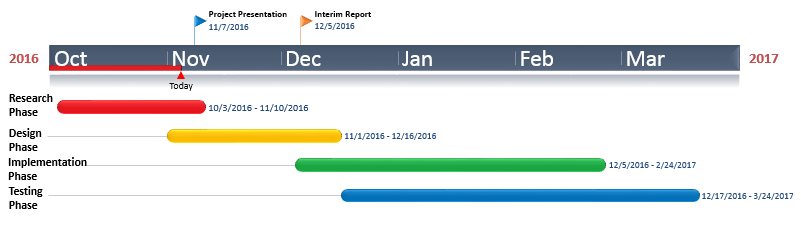 Project Presentation
11/7/2016
Interim Report
12/5/2016
2016 Oct Nov Dec Jan Feb Mar 2017
Today
Research
Phase
10/3/2016 - 11/10/2016
Design
Phase
11/1/2016 - 12/16/2016
Implementation
Phase
12/5/2016 - 2/24/2017
Testing
Phase
12/17/2016 - 3/24/2017